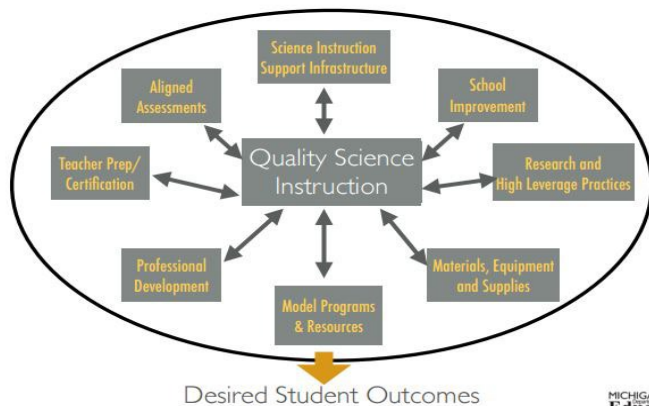 Science Instruction
Support Infrastructure
Aligned
Assessments
School
Improvement
Quality Science
Instruction
Teacher Prep/
Certification
Research and
High Leverage Practices
Professional
Development
Materials, Equipment
and Supplies
Model Programs
& Resources
Desired Student Outcomes
MICHIGA